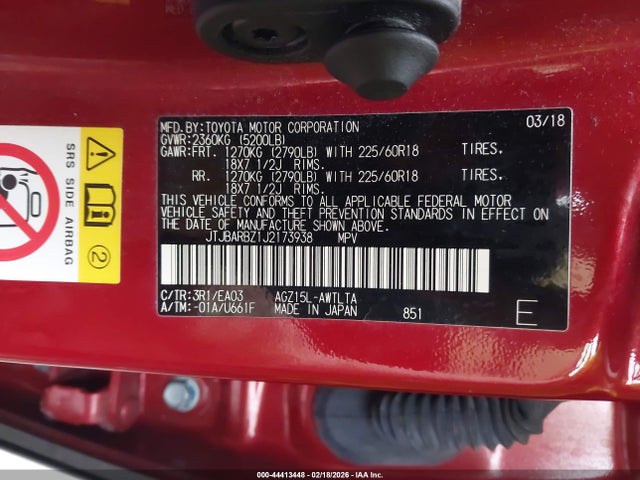 MFD.BY:TOYOTA MOTOR CORPORATION 03/18
GVWR:2360KG (5200LB)
GAWR:FRT. 1270KG (2790LB) WITH 225/60R18 TIRES.
18X7 1/2J RIMS.
RR. 1270KG (2790LB) WITH 225/60R18 TIRES.
18X7 1/2J RIMS.
THIS VEHICLE CONFORMS TO ALL APPLICABLE FEDERAL MOTOR
VEHICLE SAFETY AND THEFT PREVENTION STANDARDS IN EFFECT ON
THE DATE OF MANUFACTURE SHOWN ABOVE.
JTJBARBZ1J2173938 MPV
C/TR:3R1/EA03 AGZ15L-AWTLTA
A/TM:-01A/U661F MADE IN JAPAN 851
E
SRS SIDE AIRBAG
2
000-44413448 - 02/18/2026 - IAA Inc.